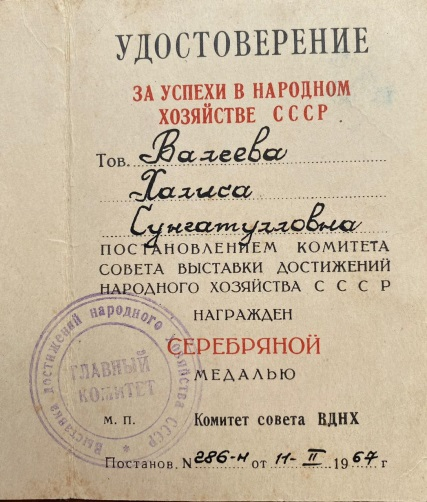 УДОСТОВЕРЕНИЕ
ЗА УСПЕХИ В НАРОДНОМ
ХОЗЯЙСТВЕ СССР
Тов. Валеева
Халиса
Сунгатулловна
ПОСТАНОВЛЕНИЕМ КОМИТЕТА
СОВЕТА ВЫСТАВКИ ДОСТИЖЕНИЙ
НАРОДНОГО ХОЗЯЙСТВА СССР
НАГРАЖДЕН
СЕРЕБРЯНОЙ
МЕДАЛЬЮ
Выставка достижений народного хозяйства СССР
ГЛАВНЫЙ
КОМИТЕТ
М. П. Комитет совета ВДНХ
Постанов. N 286-н от 11-II 1967 г